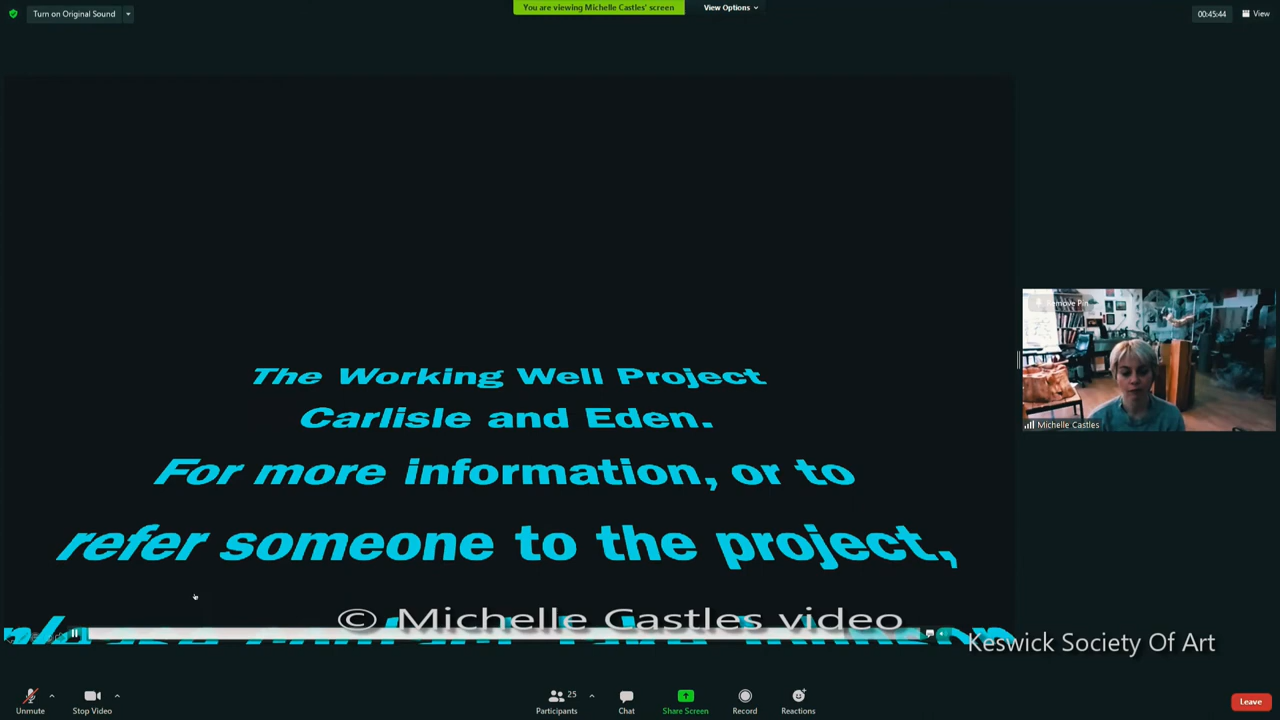 Turn on Original Sound
You are viewing Michelle Castles' screen
View Options
00:45:44
View
The Working Well Project
Carlisle and Eden.
For more information, or to
refer someone to the project,
© Michelle Castles video
Keswick Society Of Art
Remove Pin
Michelle Castles
Unmute
Stop Video
25
Participants
Chat
Share Screen
Record
Reactions
Leave